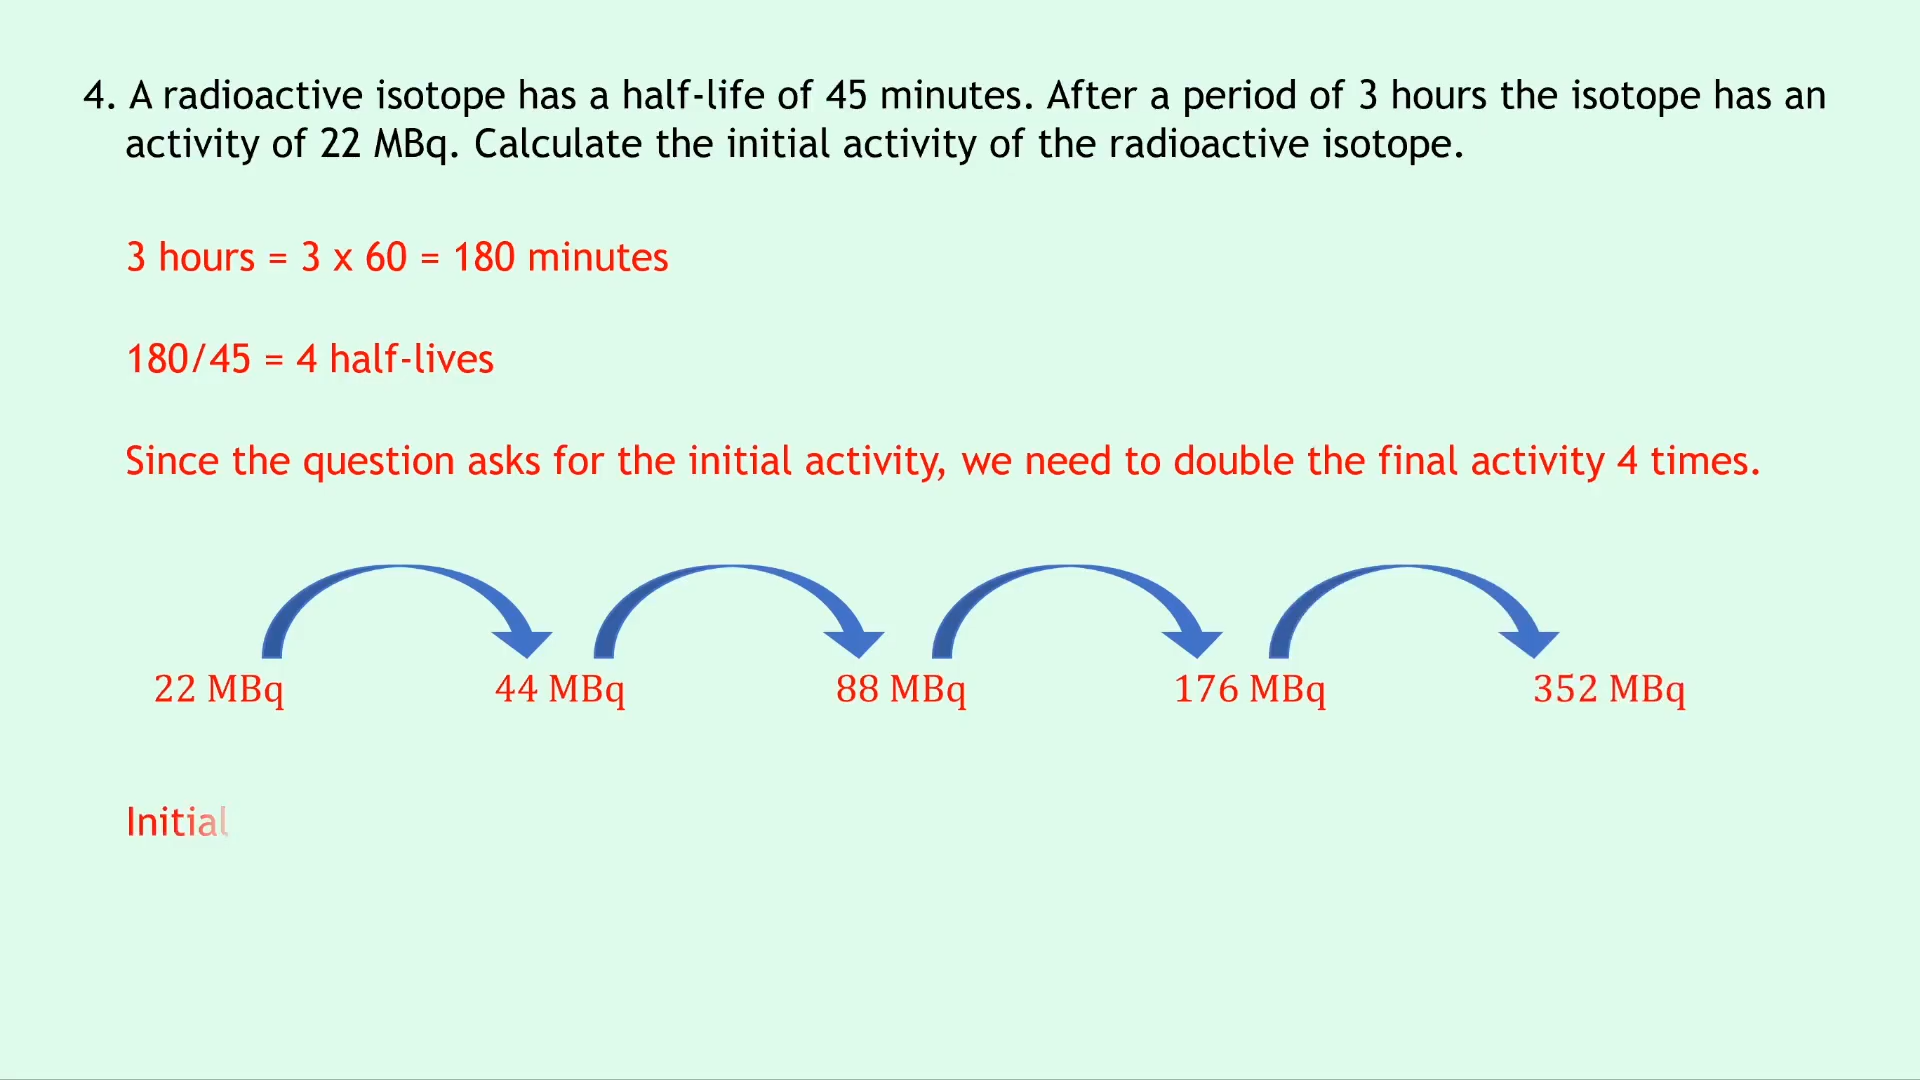 4. A radioactive isotope has a half-life of 45 minutes. After a period of 3 hours the isotope has an
activity of 22 MBq. Calculate the initial activity of the radioactive isotope.
3 hours = 3 x 60 = 180 minutes
180/45 = 4 half-lives
Since the question asks for the initial activity, we need to double the final activity 4 times.
22 MBq 44 MBq 88 MBq 176 MBq 352 MBq
Initial